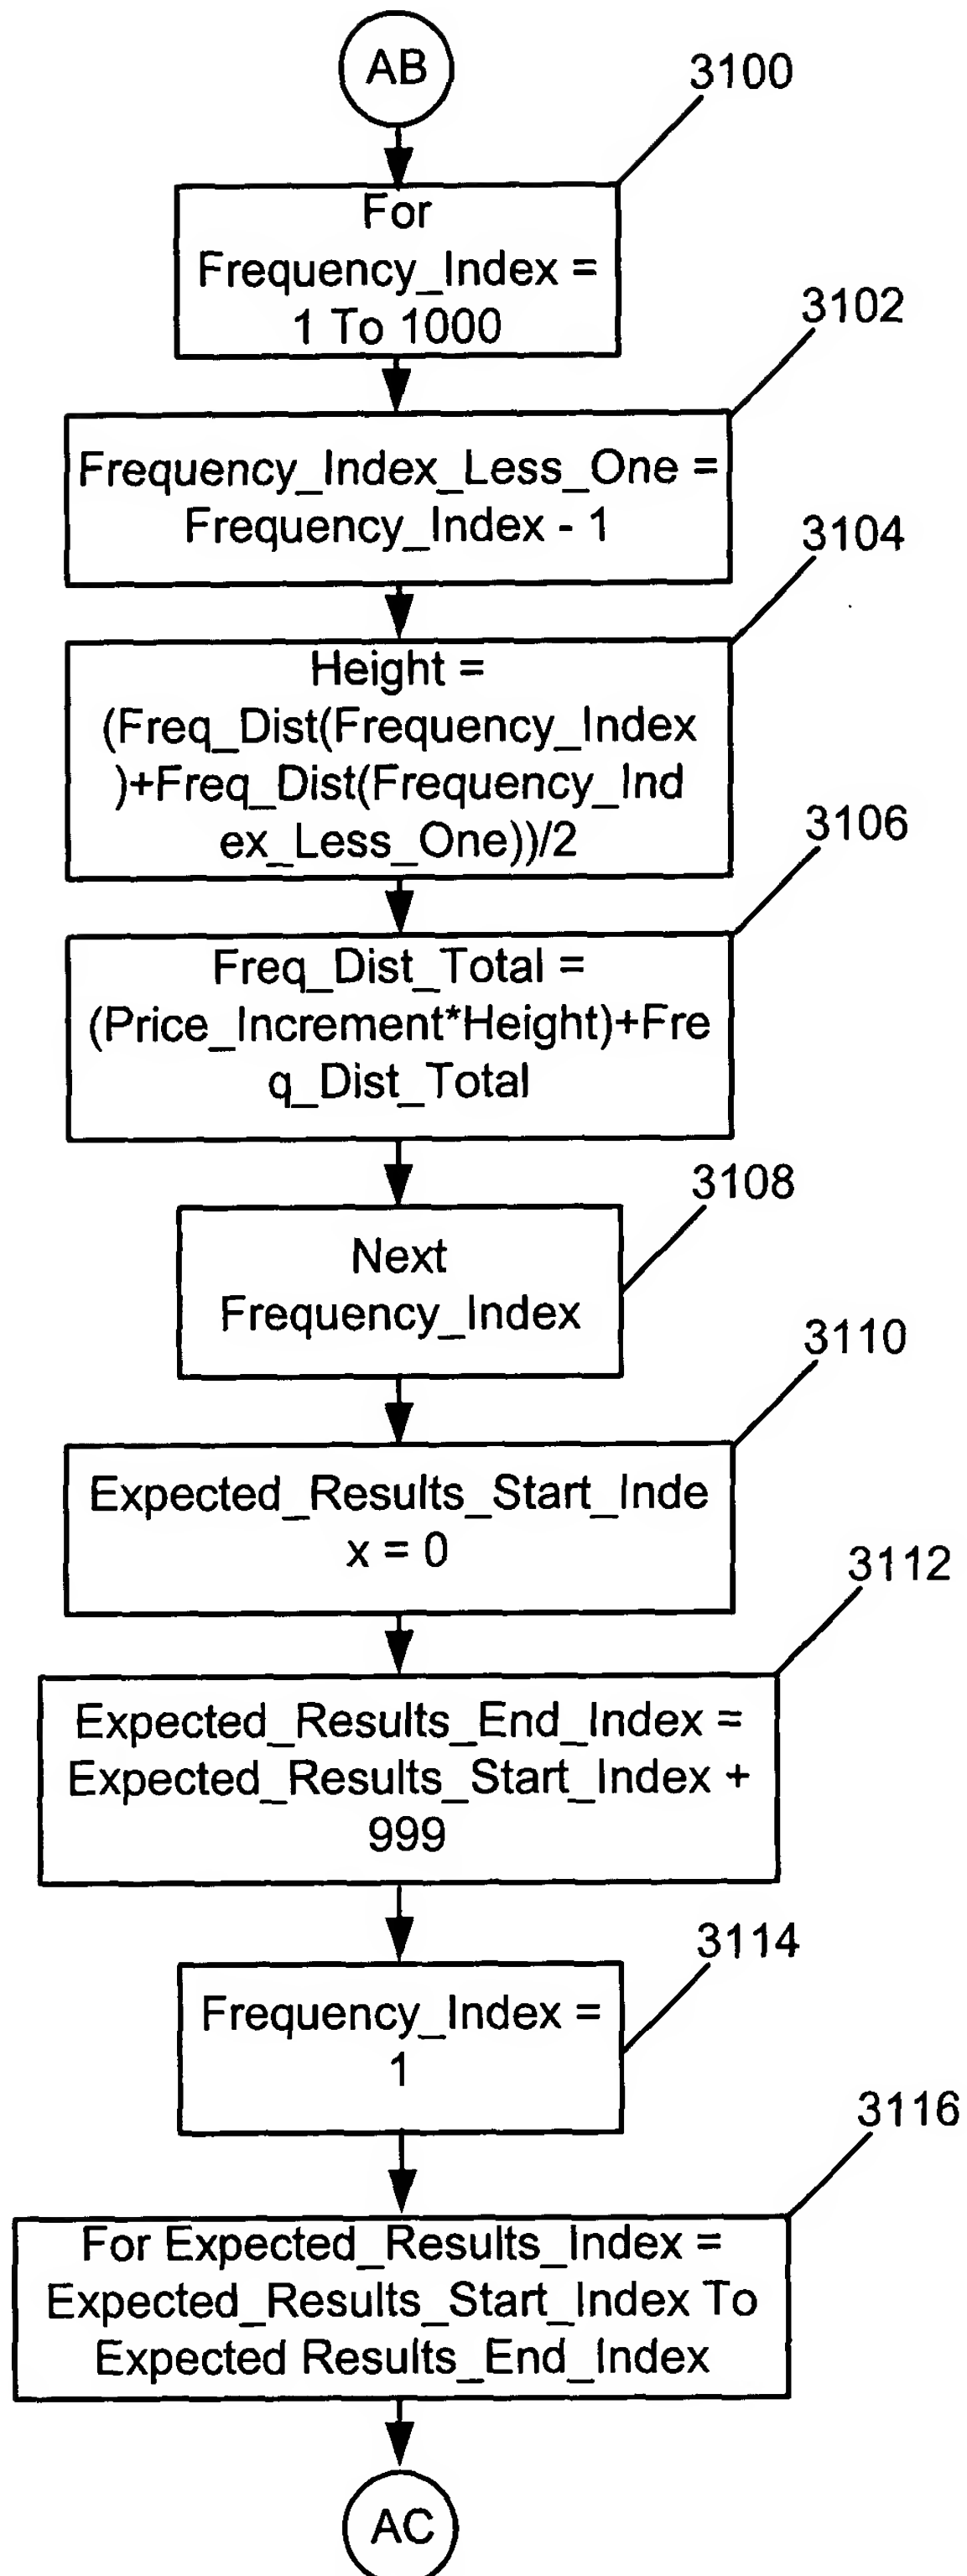 AB
3100
For
Frequency_Index =
1 To 1000
3102
Frequency_Index_Less_One =
Frequency_Index - 1
3104
Height =
(Freq_Dist(Frequency_Index
)+Freq_Dist(Frequency_Ind
ex_Less_One))/2
3106
Freq_Dist_Total =
(Price_Increment*Height)+Fre
q_Dist_Total
3108
Next
Frequency_Index
3110
Expected_Results_Start_Inde
x = 0
3112
Expected_Results_End_Index =
Expected_Results_Start_Index +
999
3114
Frequency_Index =
1
3116
For Expected_Results_Index =
Expected_Results_Start_Index To
Expected Results_End_Index
AC